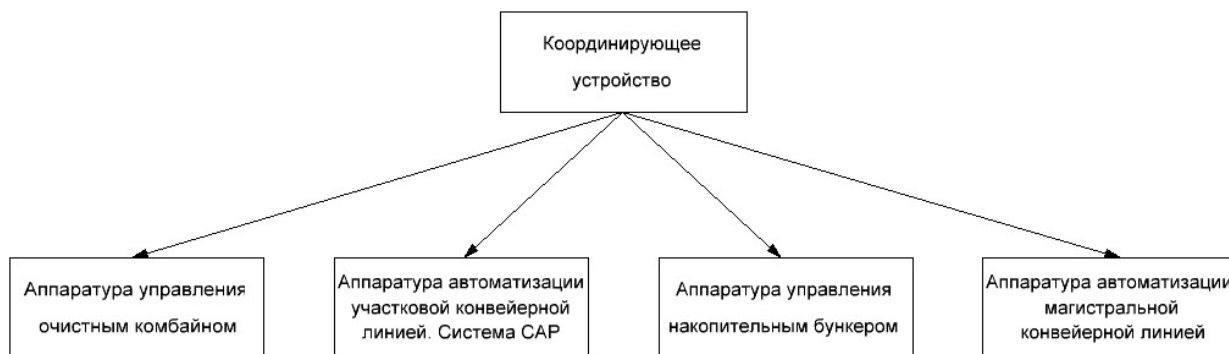 Координирующее
устройство
Аппаратура управления
очистным комбайном
Аппаратура автоматизации
участковой конвейерной
линией. Система САР
Аппаратура управления
накопительным бункером
Аппаратура автоматизации
магистральной
конвейерной линией